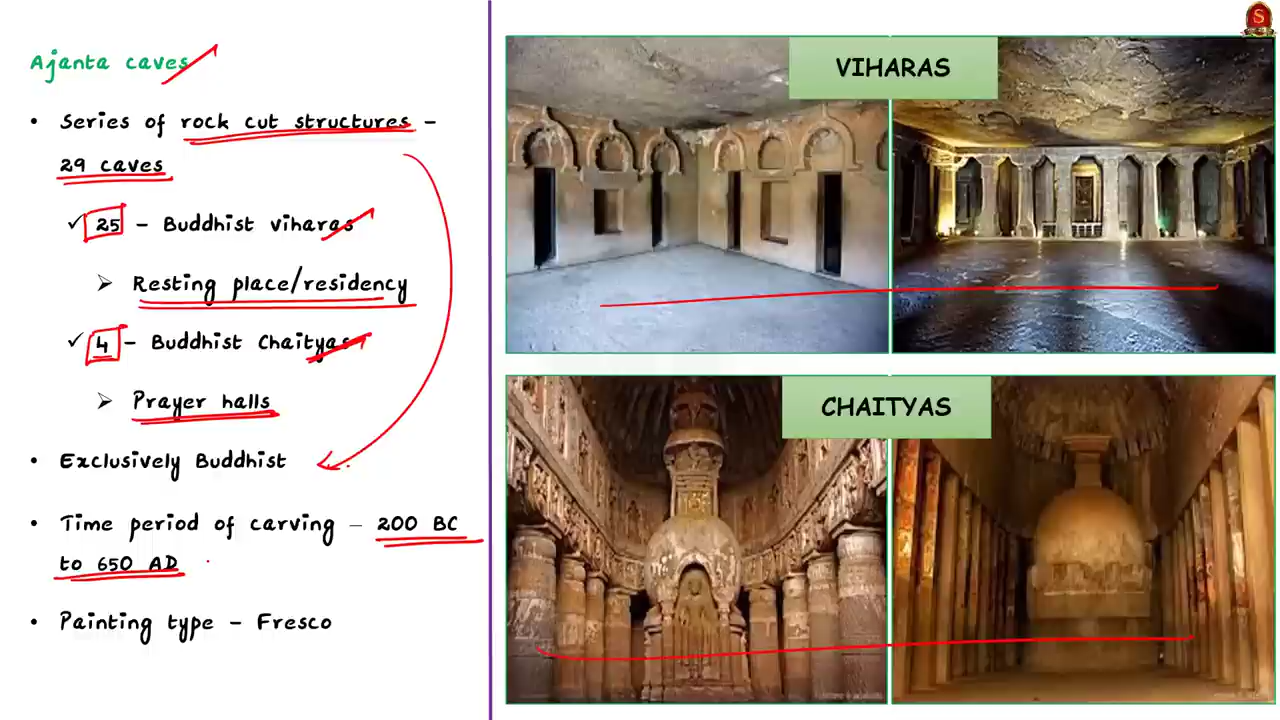 Ajanta caves
• Series of rock cut structures –
29 caves
✓ 25 – Buddhist viharas
➢ Resting place/residency
✓ 4 – Buddhist Chaityas
➢ Prayer halls
• Exclusively Buddhist
• Time period of carving – 200 BC
to 650 AD
• Painting type – Fresco
VIHARAS
CHAITYAS
S